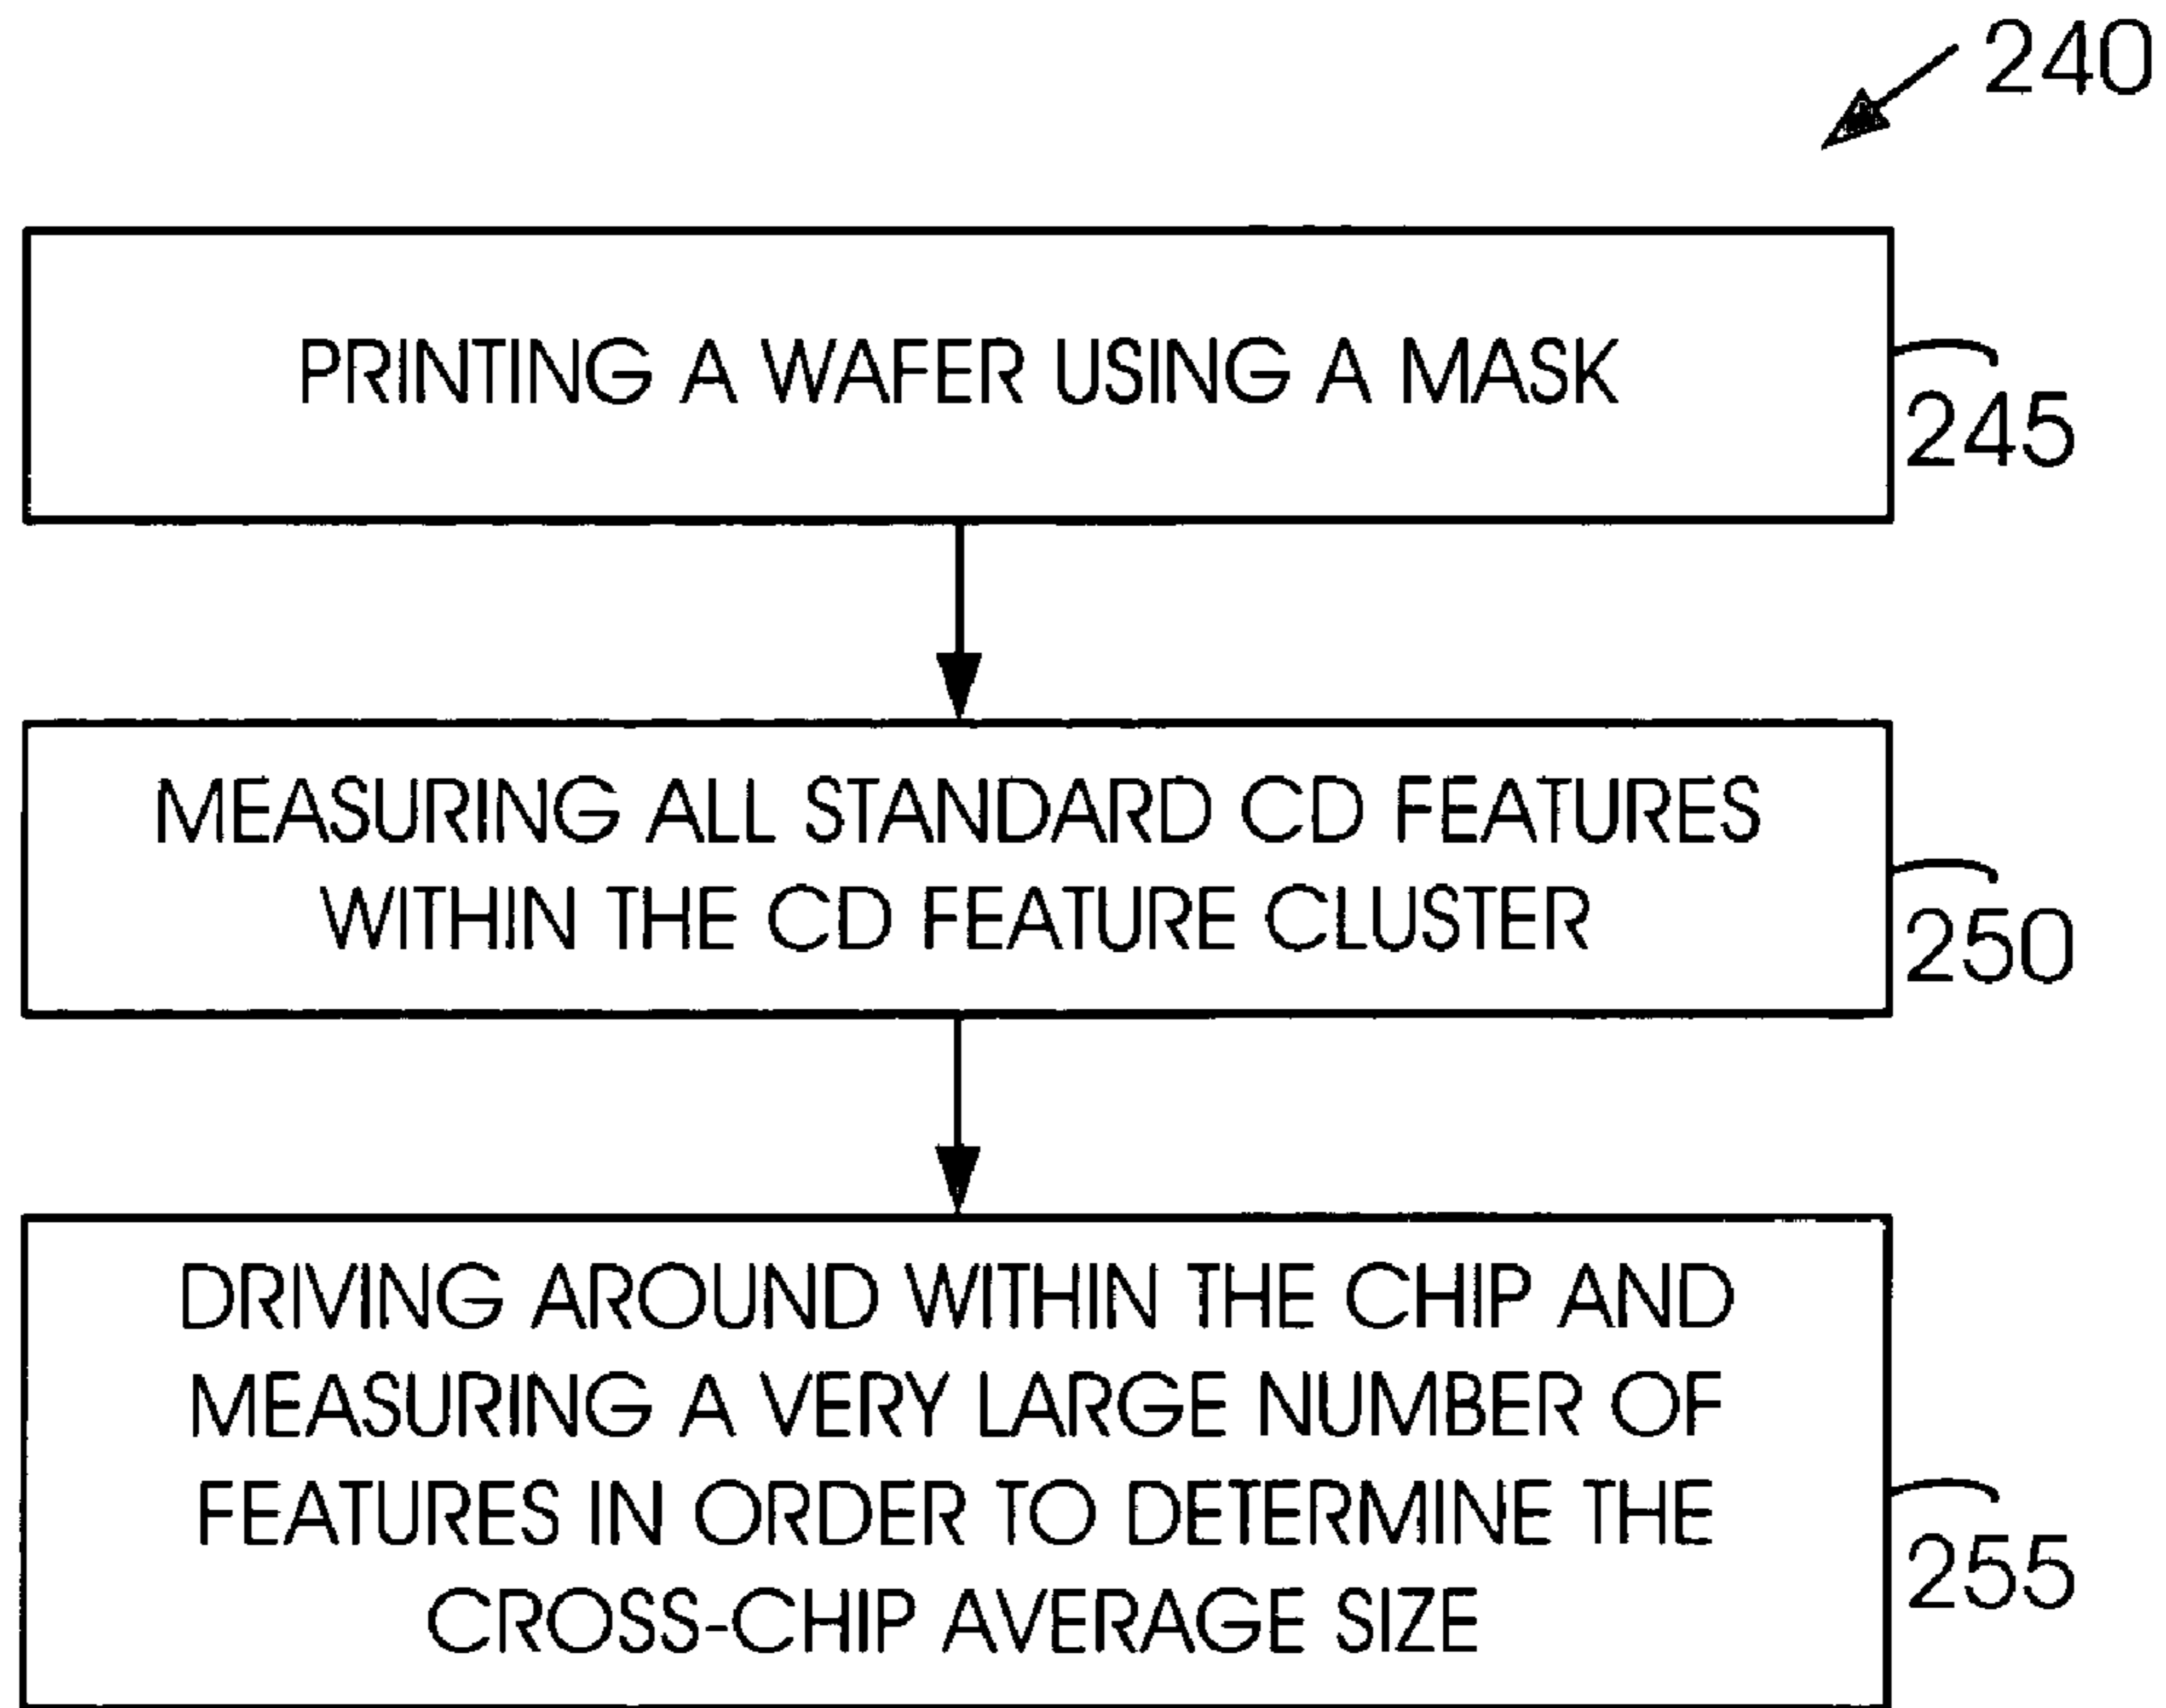 240
PRINTING A WAFER USING A MASK
245
MEASURING ALL STANDARD CD FEATURES
WITHIN THE CD FEATURE CLUSTER
250
DRIVING AROUND WITHIN THE CHIP AND
MEASURING A VERY LARGE NUMBER OF
FEATURES IN ORDER TO DETERMINE THE
CROSS-CHIP AVERAGE SIZE
255